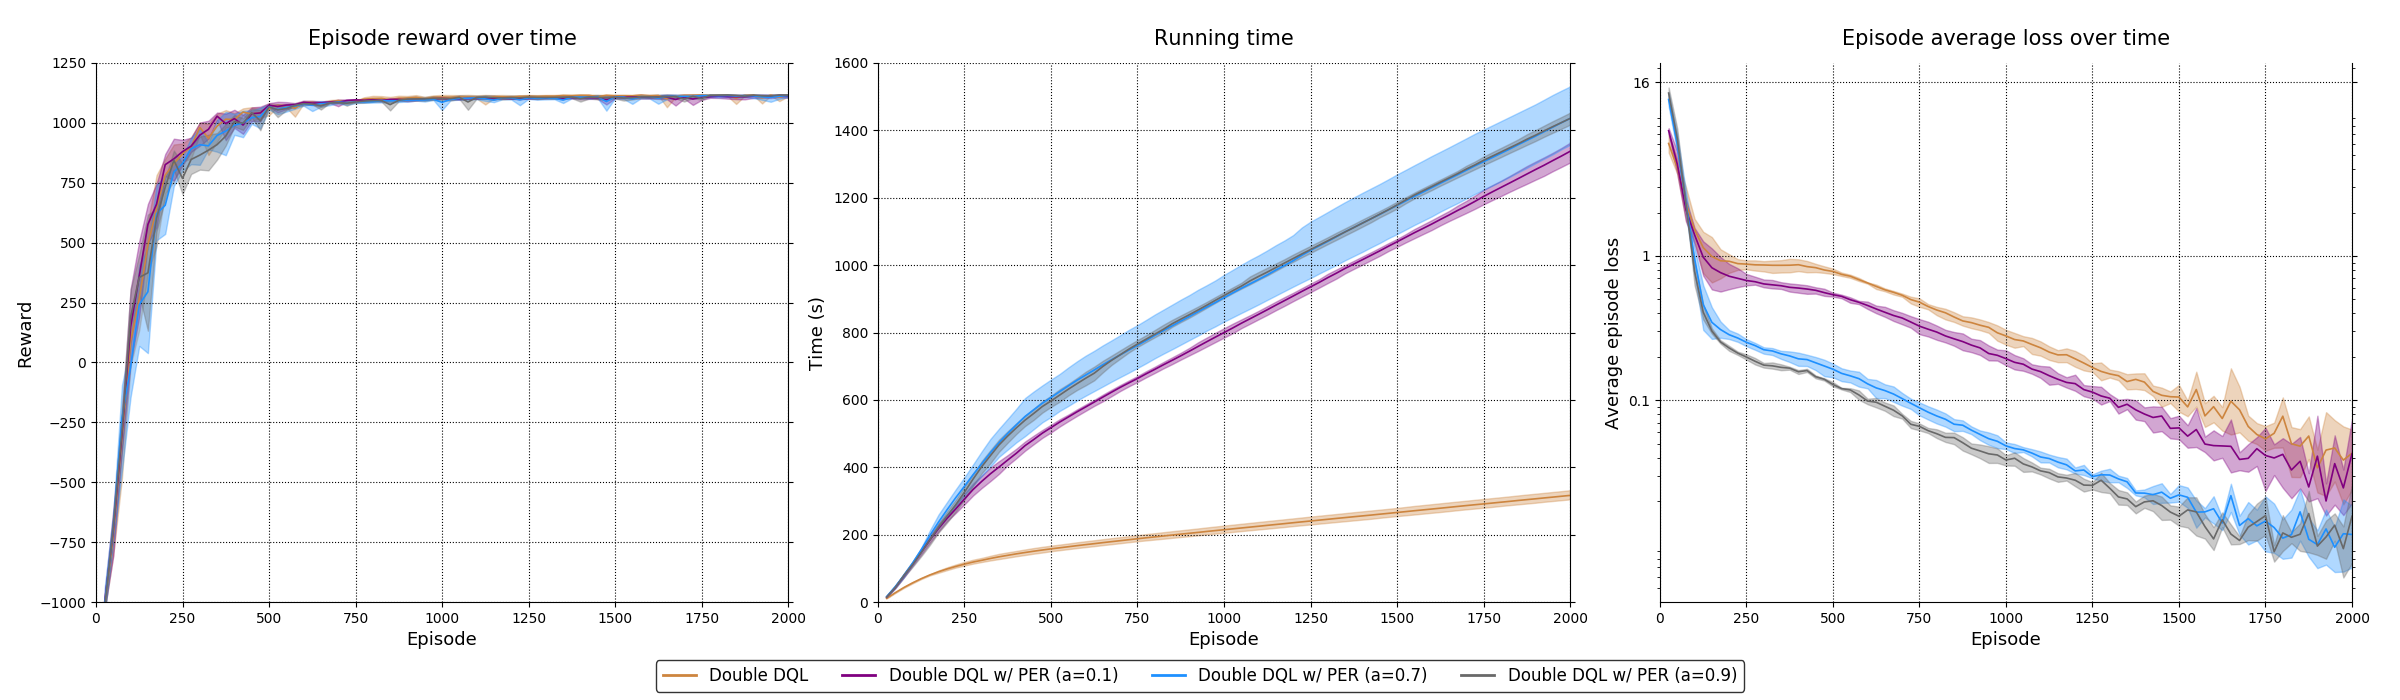 Episode reward over time
1250
1000
750
500
250
0
−250
−500
−750
−1000
Reward
0 250 500 750 1000 1250 1500 1750 2000
Episode
Running time
1600
1400
1200
1000
800
600
400
200
0
Time (s)
0 250 500 750 1000 1250 1500 1750 2000
Episode
Episode average loss over time
16
1
0.1
Average episode loss
0 250 500 750 1000 1250 1500 1750 2000
Episode
Double DQL Double DQL w/ PER (a=0.1) Double DQL w/ PER (a=0.7) Double DQL w/ PER (a=0.9)